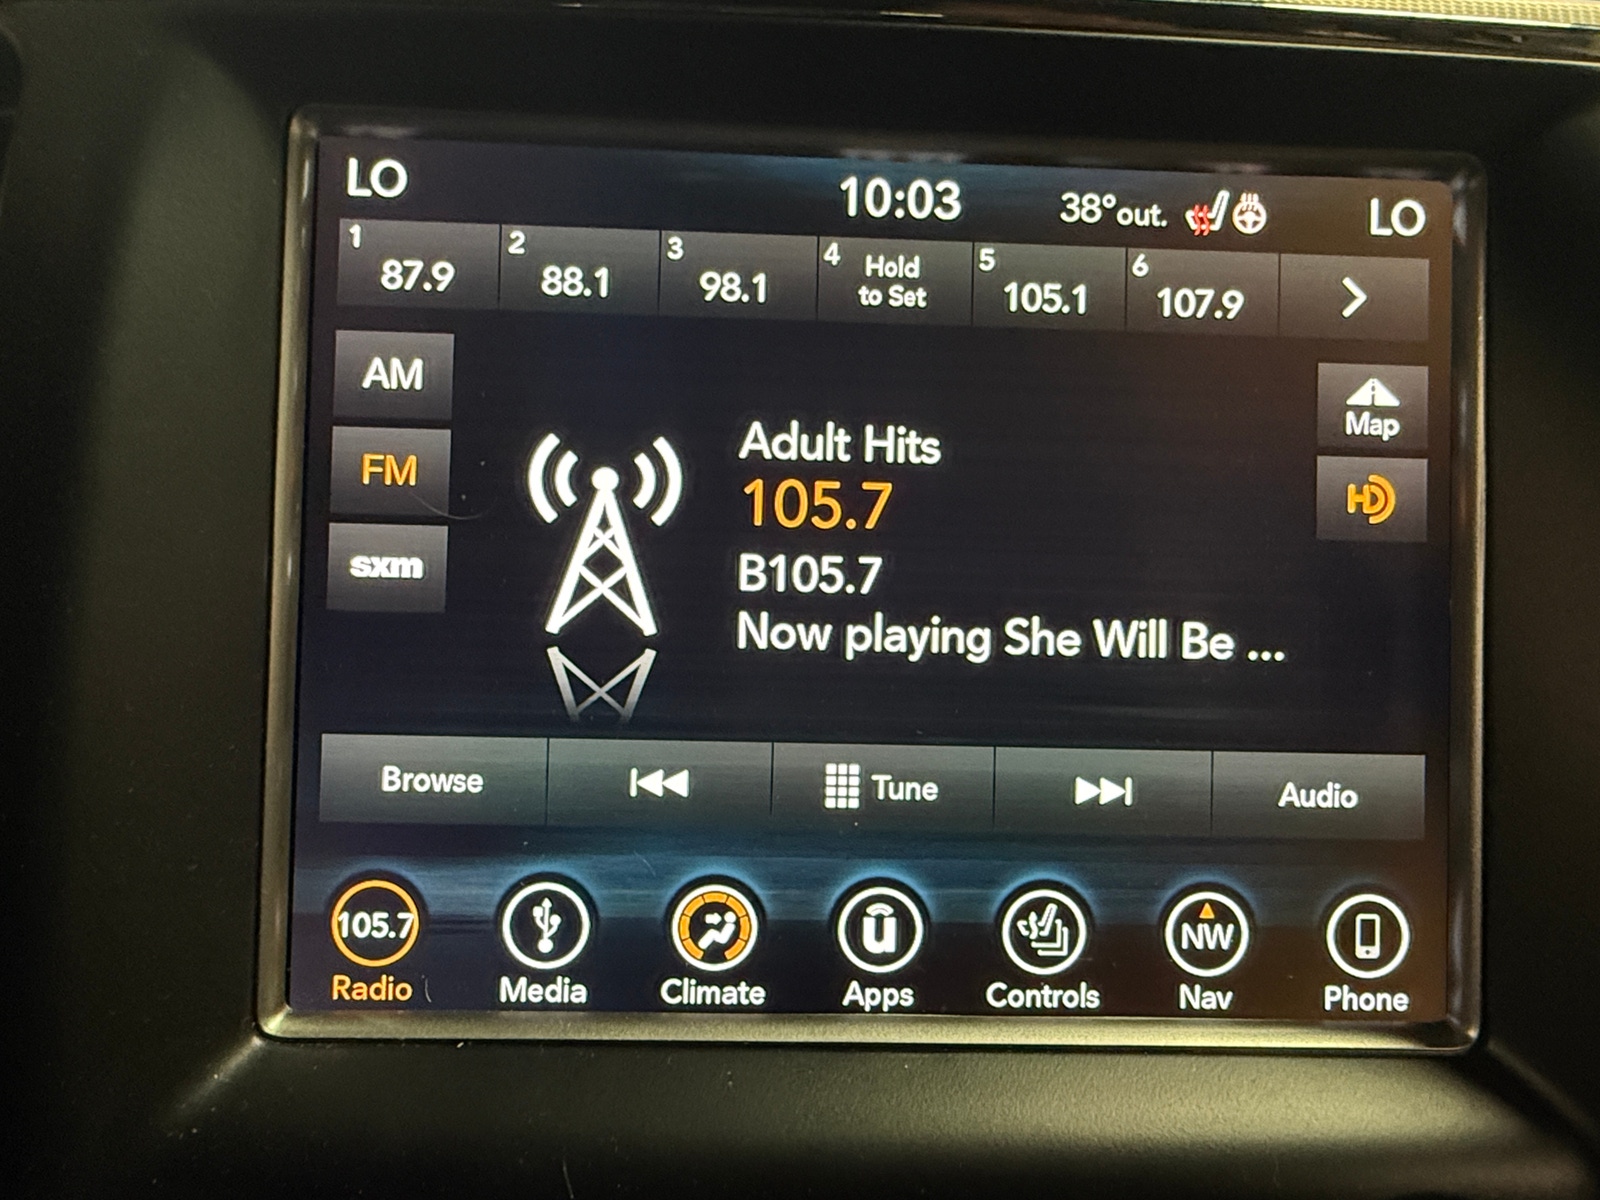 LO
10:03
38°out.
LO
1 87.9
2 88.1
3 98.1
4 Hold
to Set
5 105.1
6 107.9
AM
FM
sxm
Adult Hits
105.7
B105.7
Now playing She Will Be ...
Map
HD
Browse
Tune
Audio
105.7
u
NW
Radio
Media
Climate
Apps
Controls
Nav
Phone